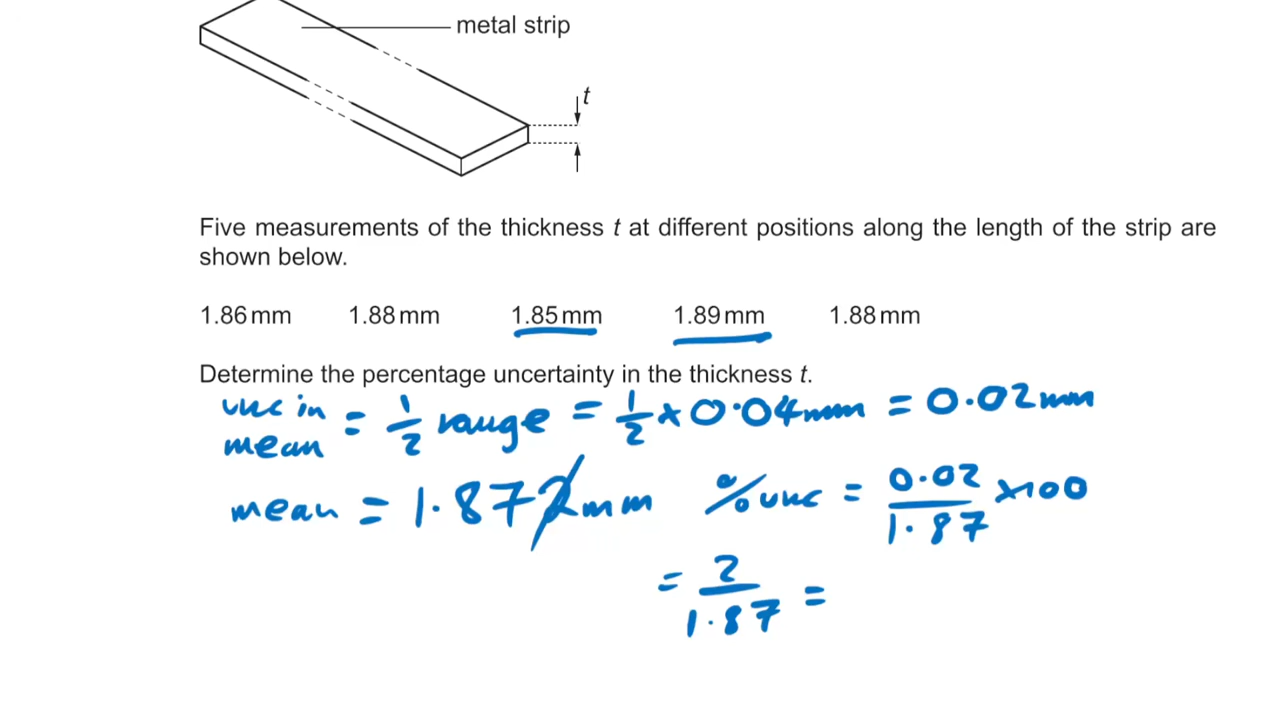 metal strip
t
Five measurements of the thickness t at different positions along the length of the strip are
shown below.
1.86 mm 1.88 mm 1.85 mm 1.89 mm 1.88 mm
Determine the percentage uncertainty in the thickness t.
unc in mean = 1/2 range = 1/2 × 0.04mm = 0.02mm
mean = 1.872mm % unc = 0.02/1.87 ×100
= 2/1.87 =